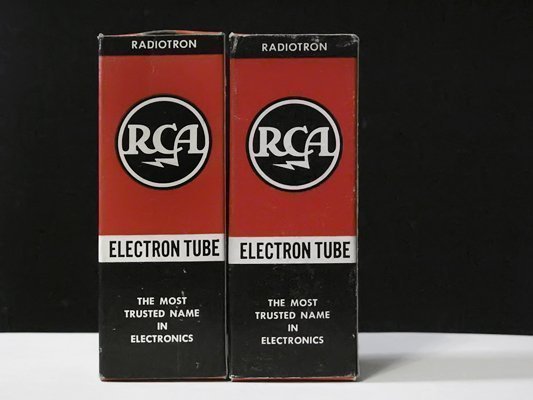 RADIOTRON
RCA
ELECTRON TUBE
THE MOST
TRUSTED NAME
IN
ELECTRONICS
RADIOTRON
RCA
ELECTRON TUBE
THE MOST
TRUSTED NAME
IN
ELECTRONICS